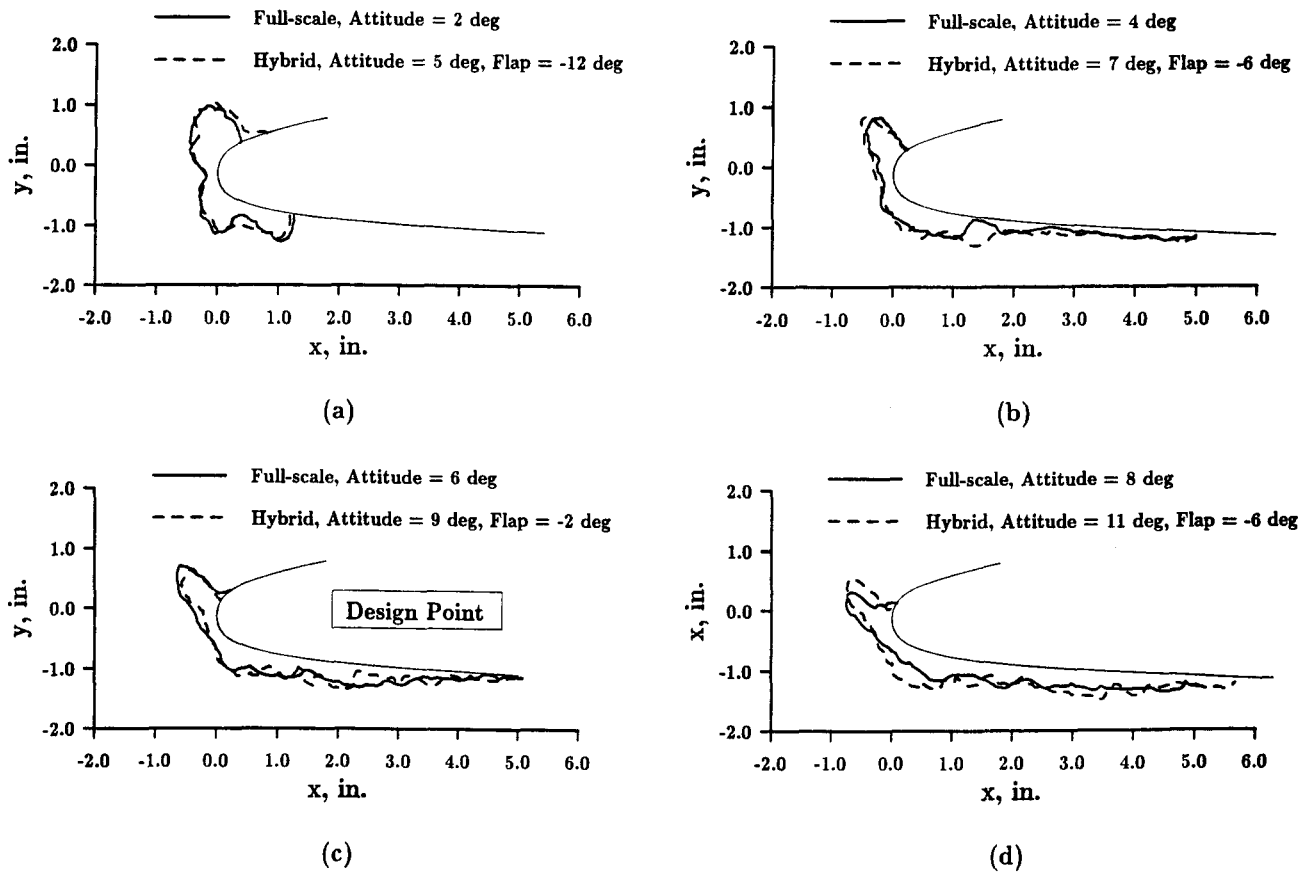 Full-scale, Attitude = 2 deg
Hybrid, Attitude = 5 deg, Flap = -12 deg
2.0
1.0
0.0
-1.0
-2.0
y, in.
-2.0 -1.0 0.0 1.0 2.0 3.0 4.0 5.0 6.0
x, in.
(a)
Full-scale, Attitude = 4 deg
Hybrid, Attitude = 7 deg, Flap = -6 deg
2.0
1.0
0.0
-1.0
-2.0
y, in.
-2.0 -1.0 0.0 1.0 2.0 3.0 4.0 5.0 6.0
x, in.
(b)
Full-scale, Attitude = 6 deg
Hybrid, Attitude = 9 deg, Flap = -2 deg
2.0
1.0
0.0
-1.0
-2.0
y, in.
Design Point
-2.0 -1.0 0.0 1.0 2.0 3.0 4.0 5.0 6.0
x, in.
(c)
Full-scale, Attitude = 8 deg
Hybrid, Attitude = 11 deg, Flap = -6 deg
2.0
1.0
0.0
-1.0
-2.0
x, in.
-2.0 -1.0 0.0 1.0 2.0 3.0 4.0 5.0 6.0
x, in.
(d)